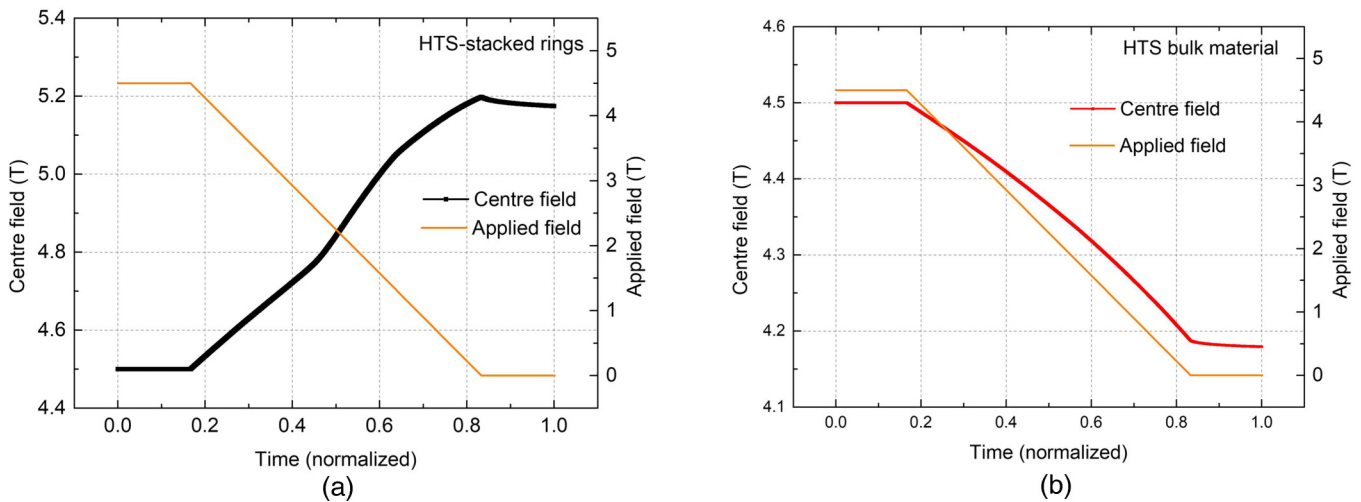 HTS-stacked rings
5.4
5.2
5.0
4.8
4.6
4.4
Centre field (T)
5
4
3
2
1
0
Applied field (T)
Centre field
Applied field
0.0 0.2 0.4 0.6 0.8 1.0
Time (normalized)
(a)
HTS bulk material
4.6
4.5
4.4
4.3
4.2
4.1
Centre field (T)
5
4
3
2
1
0
Applied field (T)
Centre field
Applied field
0.0 0.2 0.4 0.6 0.8 1.0
Time (normalized)
(b)